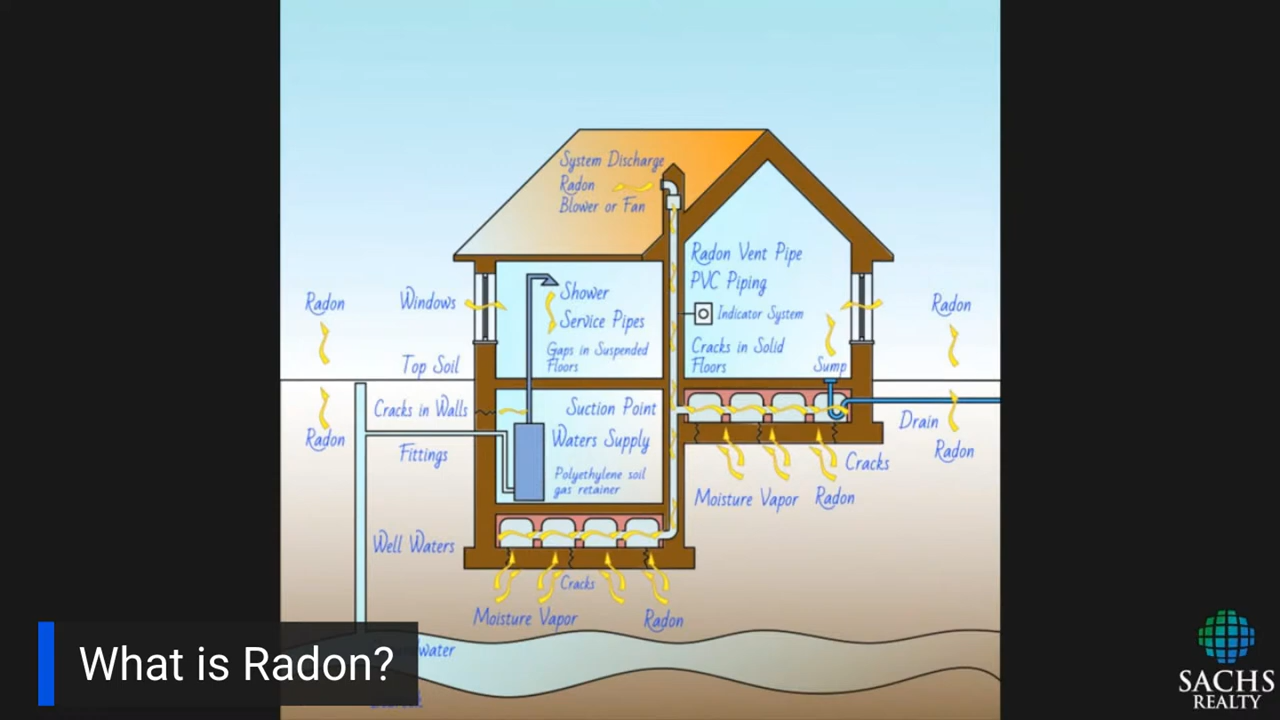 System Discharge
Radon
Blower or Fan
Radon Vent Pipe
PVC Piping
Indicator System
Cracks in Solid
Floors
Sump
Shower
Service Pipes
Gaps in Suspended
Floors
Windows
Radon
Radon
Top Soil
Cracks in Walls
Suction Point
Radon
Fittings
Waters Supply
Polyethylene soil
gas retainer
Drain
Radon
Cracks
Moisture Vapor
Radon
Well Waters
Cracks
Moisture Vapor
Radon
What is Radon?
SACHS
REALTY